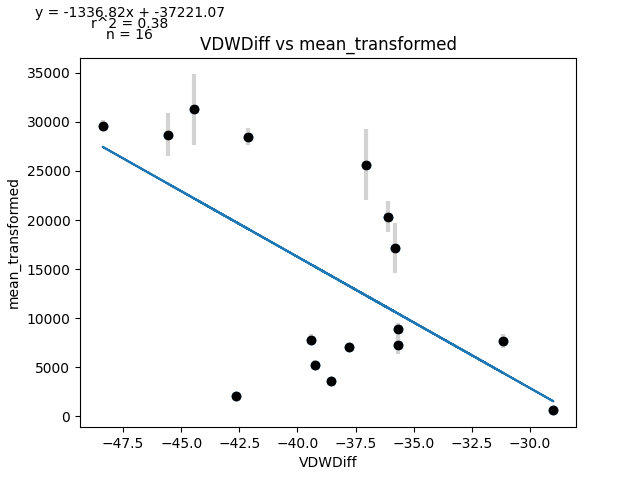 y = -1336.82x + -37221.07
r^2 = 0.38
n = 16
VDWDiff vs mean_transformed
35000
30000
25000
20000
15000
10000
5000
0
mean_transformed
−47.5 −45.0 −42.5 −40.0 −37.5 −35.0 −32.5 −30.0
VDWDiff